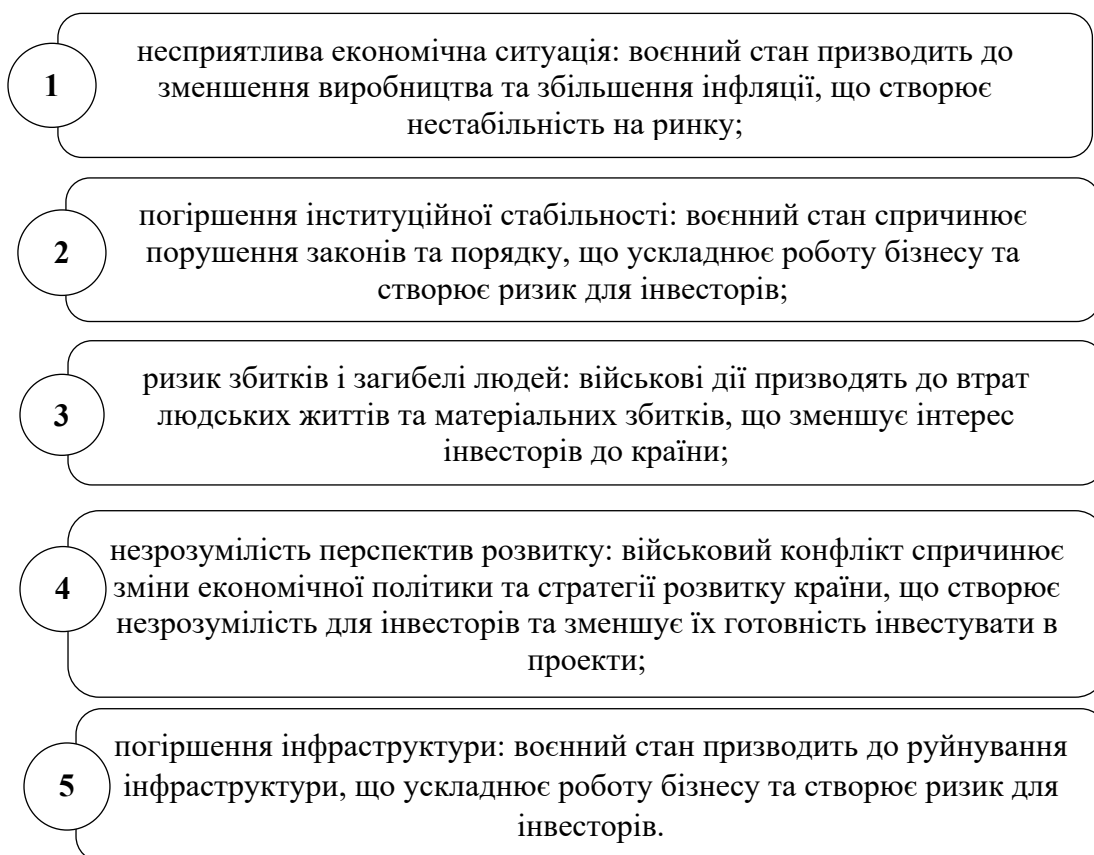 1
несприятлива економічна ситуація: воєнний стан призводить до
зменшення виробництва та збільшення інфляції, що створює
нестабільність на ринку;
2
погіршення інституційної стабільності: воєнний стан спричинює
порушення законів та порядку, що ускладнює роботу бізнесу та
створює ризик для інвесторів;
3
ризик збитків і загибелі людей: військові дії призводять до втрат
людських життів та матеріальних збитків, що зменшує інтерес
інвесторів до країни;
4
незрозумілість перспектив розвитку: військовий конфлікт спричинює
зміни економічної політики та стратегії розвитку країни, що створює
незрозумілість для інвесторів та зменшує їх готовність інвестувати в
проекти;
5
погіршення інфраструктури: воєнний стан призводить до руйнування
інфраструктури, що ускладнює роботу бізнесу та створює ризик для
інвесторів.